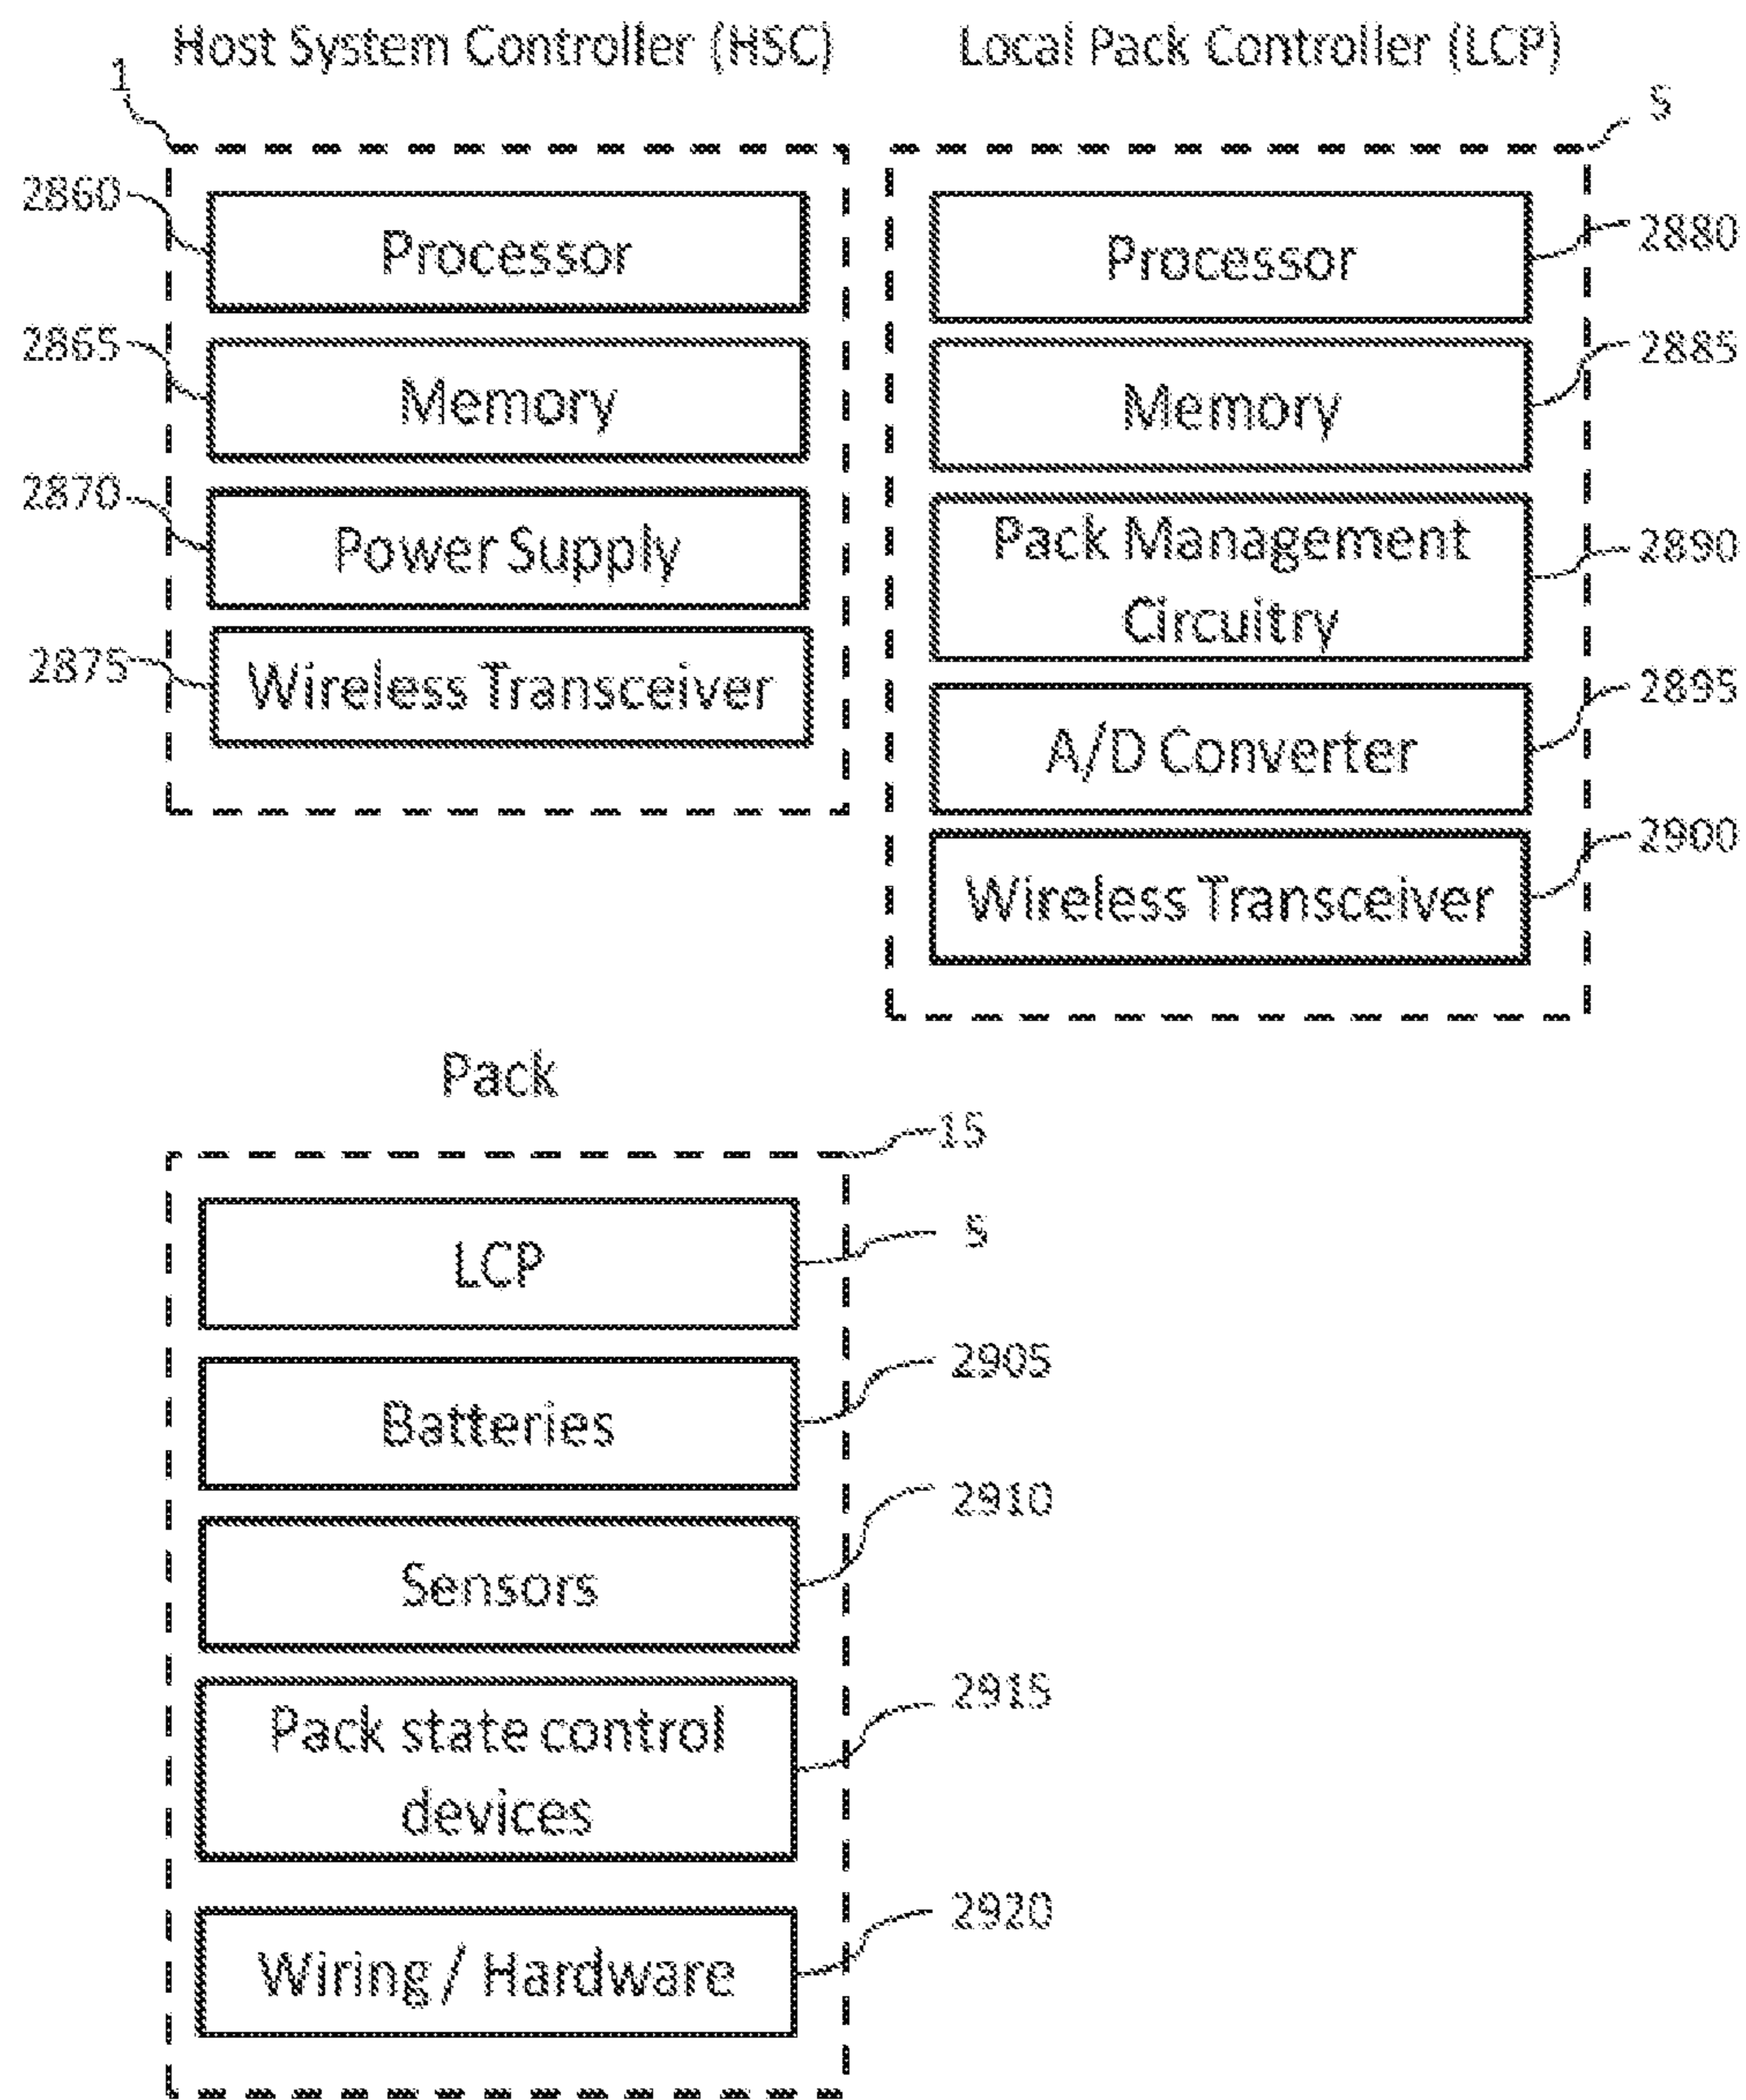 Host System Controller (HSC)
1
2860
Processor
2865
Memory
2870
Power Supply
2875
Wireless Transceiver
Local Pack Controller (LCP)
5
Processor
2880
Memory
2885
Pack Management
Circuitry
2890
A/D Converter
2895
Wireless Transceiver
2900
Pack
15
LCP
5
Batteries
2905
Sensors
2910
Pack state control
devices
2915
Wiring / Hardware
2920